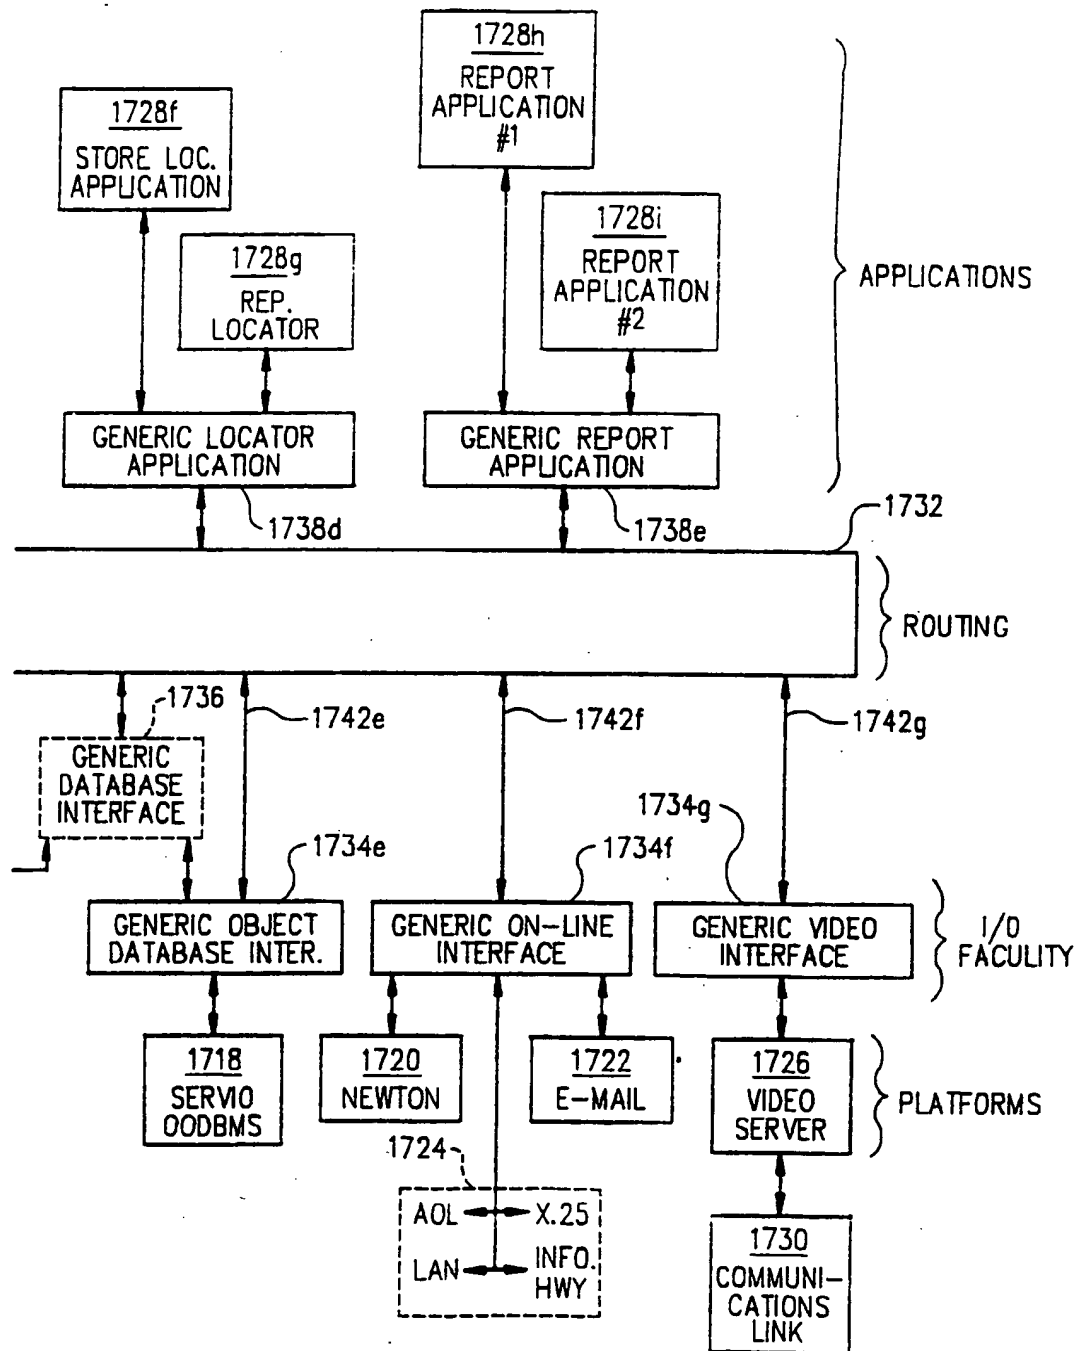 1728h
REPORT
APPLICATION
#1
1728f
STORE LOC.
APPLICATION
1728i
REPORT
APPLICATION
#2
1728g
REP.
LOCATOR
APPLICATIONS
GENERIC LOCATOR
APPLICATION
GENERIC REPORT
APPLICATION
1738d
1738e
1732
ROUTING
1736
1742e
1742f
1742g
GENERIC
DATABASE
INTERFACE
1734e
1734f
1734g
GENERIC OBJECT
DATABASE INTER.
GENERIC ON-LINE
INTERFACE
GENERIC VIDEO
INTERFACE
I/O
FACULITY
1718
SERVIO
OODBMS
1720
NEWTON
1722
E-MAIL
1726
VIDEO
SERVER
PLATFORMS
1724
AOL
X.25
LAN
INFO.
HWY
1730
COMMUNI-
CATIONS
LINK